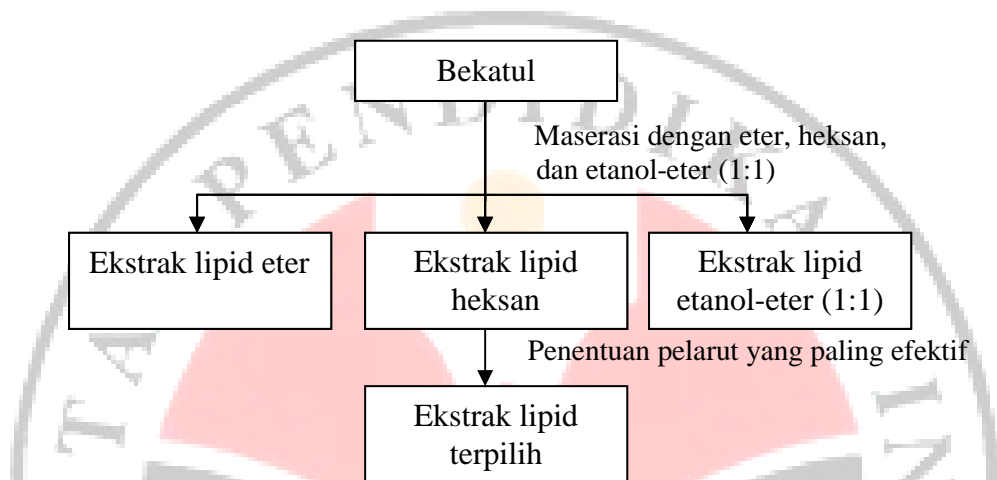 Bekatul
Maserasi dengan eter, heksan,
dan etanol-eter (1:1)
Ekstrak lipid eter
Ekstrak lipid
heksan
Ekstrak lipid
etanol-eter (1:1)
Penentuan pelarut yang paling efektif
Ekstrak lipid
terpilih